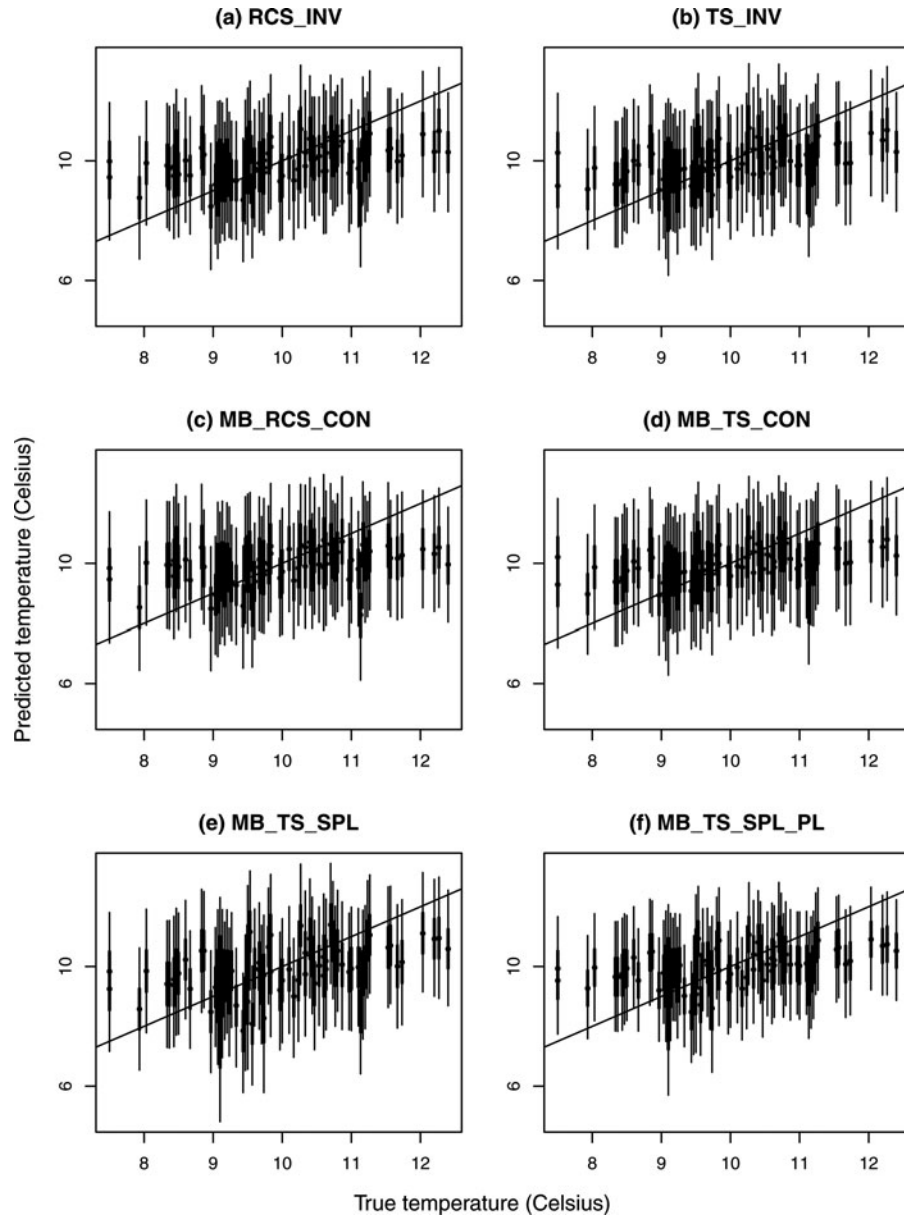 (a) RCS_INV
(b) TS_INV
10
6
8 9 10 11 12
10
6
8 9 10 11 12
(c) MB_RCS_CON
(d) MB_TS_CON
Predicted temperature (Celsius)
10
6
8 9 10 11 12
10
6
8 9 10 11 12
(e) MB_TS_SPL
(f) MB_TS_SPL_PL
10
6
8 9 10 11 12
10
6
8 9 10 11 12
True temperature (Celsius)